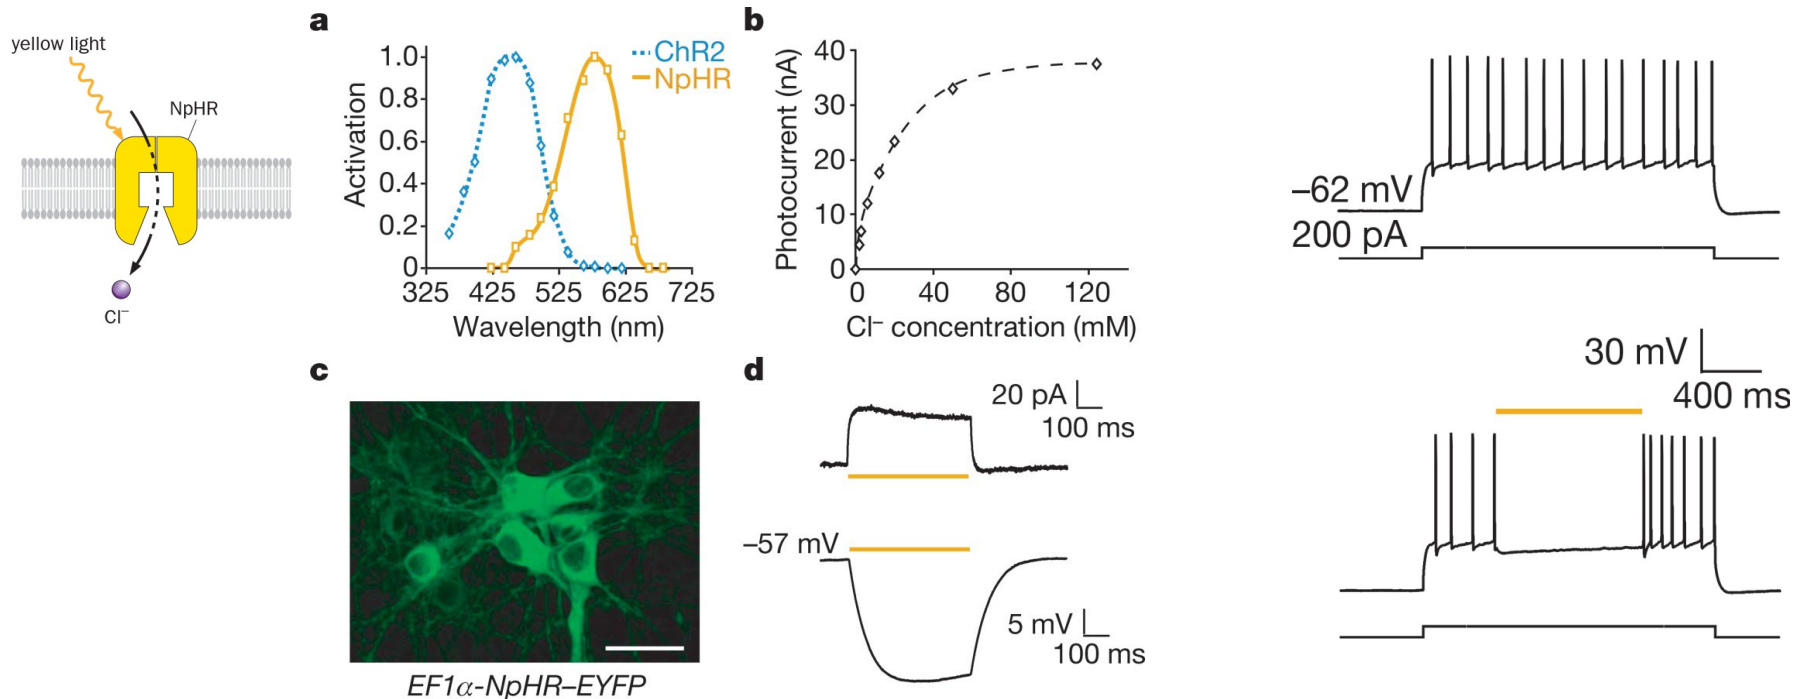 yellow light
NpHR
Cl–
a
ChR2
NpHR
Activation
1.0
0.8
0.6
0.4
0.2
0
325 425 525 625 725
Wavelength (nm)
b
Photocurrent (nA)
40
30
20
10
0
0 40 80 120
Cl– concentration (mM)
c
EF1α-NpHR–EYFP
d
20 pA
100 ms
–57 mV
5 mV
100 ms
–62 mV
200 pA
30 mV
400 ms